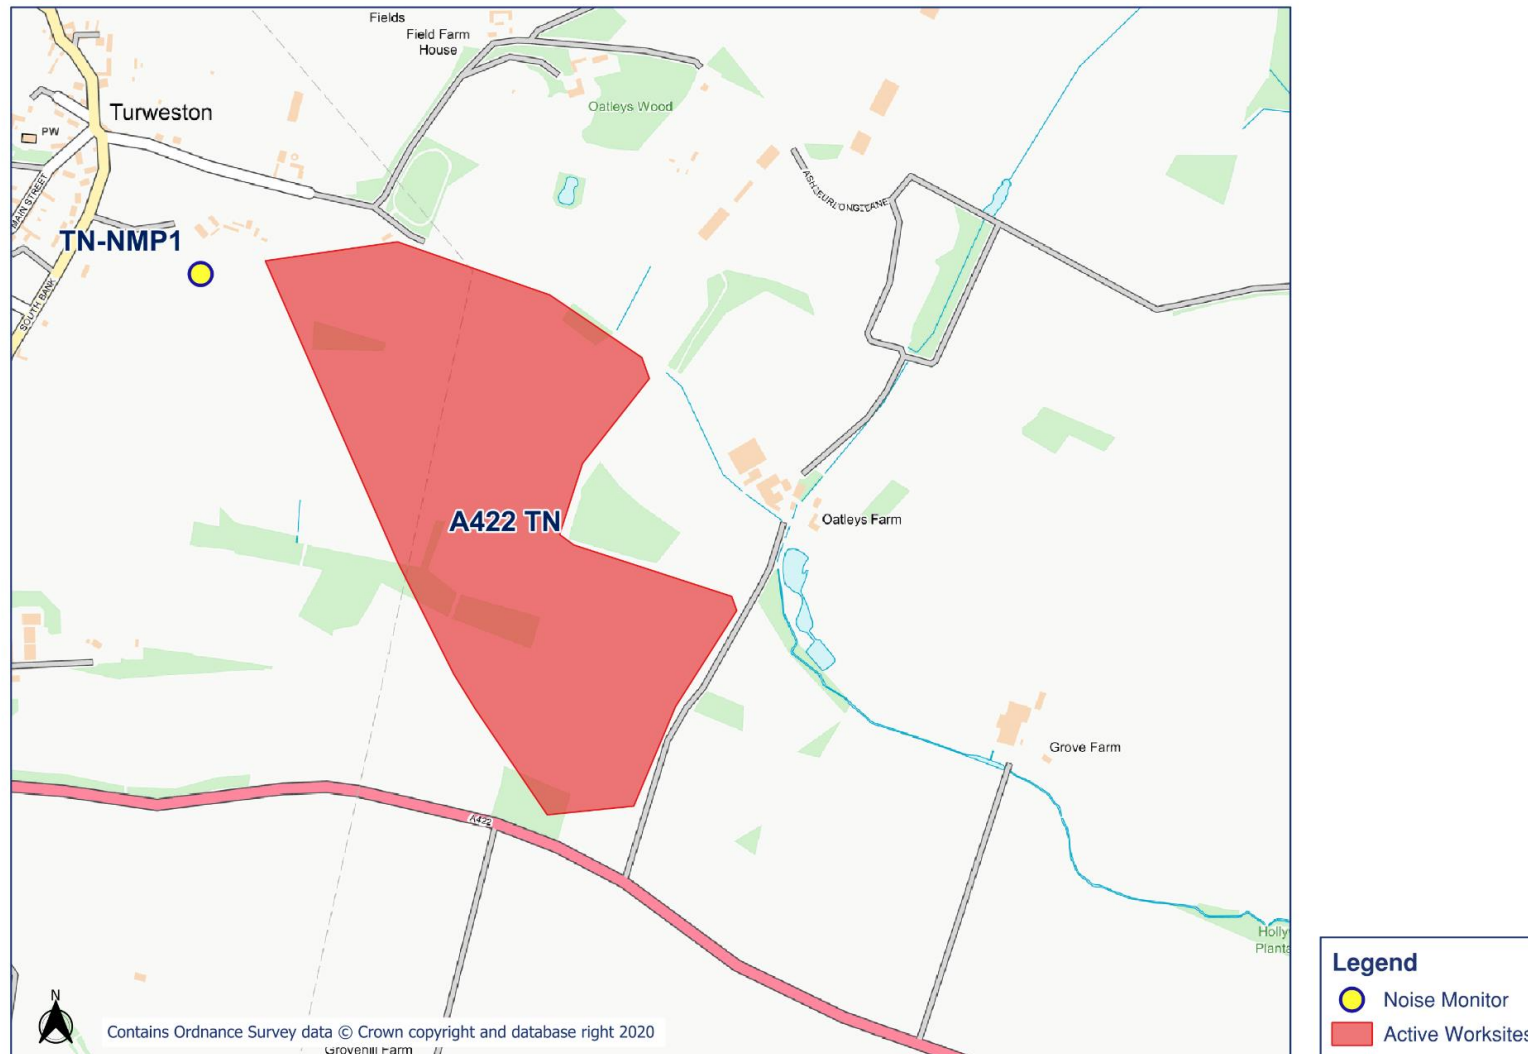 Fields
Field Farm
House
Oatleys Wood
Turweston
PW
MAIN STREET
ASHFURLONG LANE
TN-NMP1
SOUTH BANK
A422 TN
Oatleys Farm
Grove Farm
A422
Holly
Planta
N
Contains Ordnance Survey data © Crown copyright and database right 2020
Grovehill Farm
Legend
Noise Monitor
Active Worksites